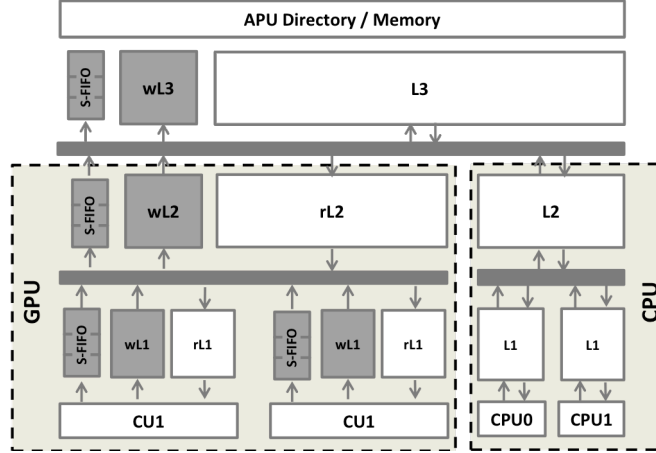 APU Directory / Memory
S-FIFO
wL3
L3
S-FIFO
wL2
rL2
L2
GPU
CPU
S-FIFO
wL1
rL1
S-FIFO
wL1
rL1
L1
L1
CU1
CU1
CPU0
CPU1